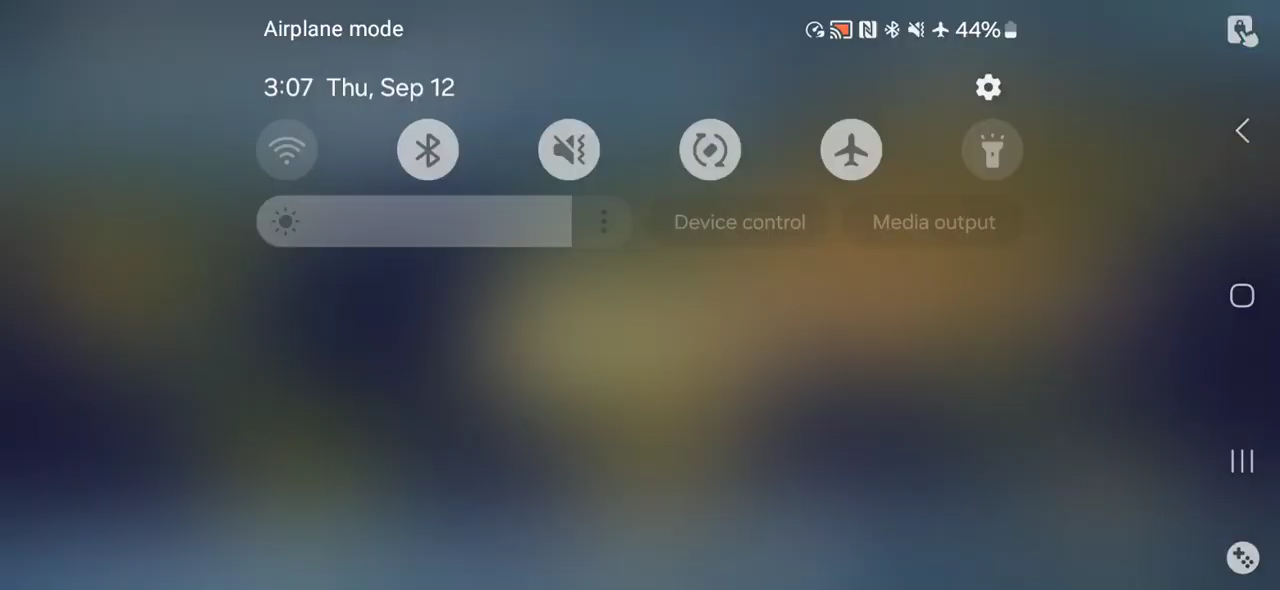 Airplane mode
44%
3:07 Thu, Sep 12
Device control
Media output